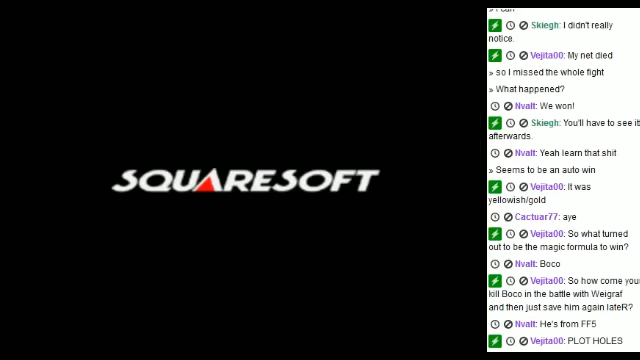 SQUARESOFT
Skiegh: I didn't really
notice.
Vejita00: My net died
» so I missed the whole fight
» What happened?
Nvalt: We won!
Skiegh: You'll have to see it
afterwards.
Nvalt: Yeah learn that shit
» Seems to be an auto win
Vejita00: It was
yellowish/gold
Cactuar77: aye
Vejita00: So what turned
out to be the magic formula to win?
Nvalt: Boco
Vejita00: So how come your
kill Boco in the battle with Weigraf
and then just save him again lateR?
Nvalt: He's from FF5
Vejita00: PLOT HOLES